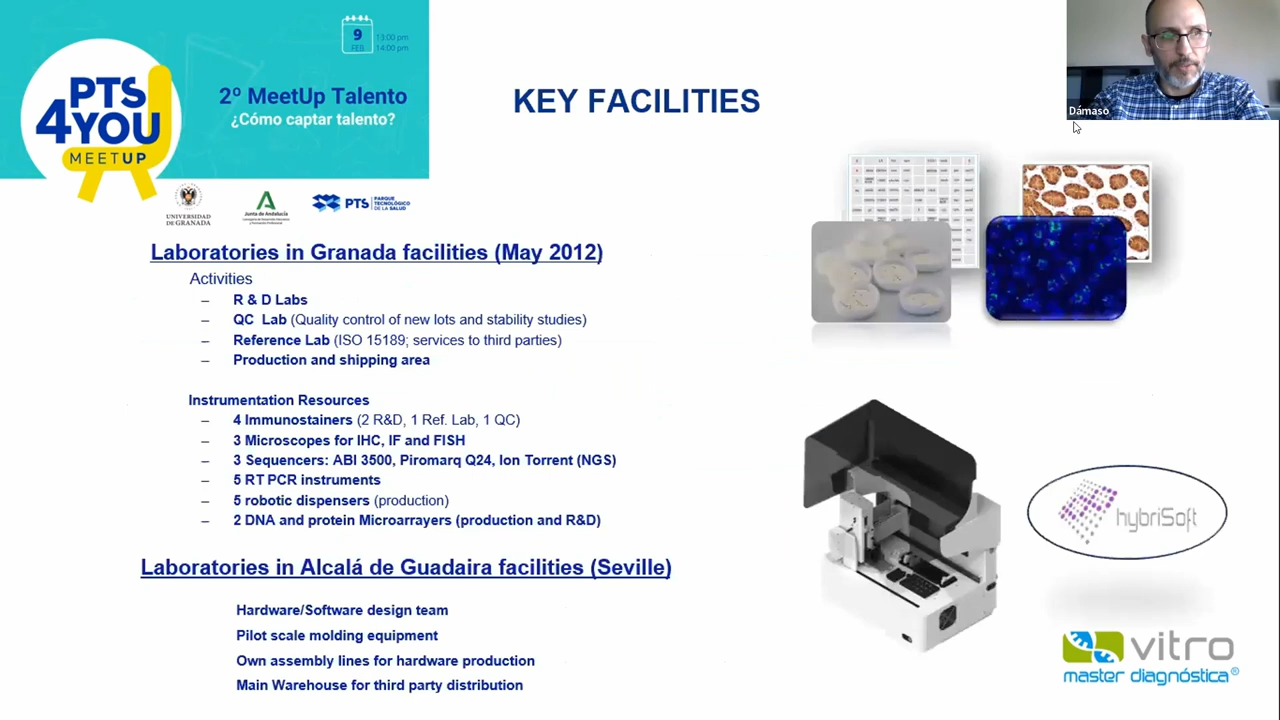 9
FEB
13:00 pm
14:00 pm
PTS
4YOU
MEETUP
2º MeetUp Talento
¿Cómo captar talento?
UNIVERSIDAD
DE GRANADA
Junta de Andalucía
PTS PARQUE
TECNOLÓGICO
DE LA SALUD
KEY FACILITIES
Dámaso
Laboratories in Granada facilities (May 2012)
Activities
– R & D Labs
– QC Lab (Quality control of new lots and stability studies)
– Reference Lab (ISO 15189; services to third parties)
– Production and shipping area
Instrumentation Resources
– 4 Immunostainers (2 R&D, 1 Ref. Lab, 1 QC)
– 3 Microscopes for IHC, IF and FISH
– 3 Sequencers: ABI 3500, Piromarq Q24, Ion Torrent (NGS)
– 5 RT PCR instruments
– 5 robotic dispensers (production)
– 2 DNA and protein Microarrayers (production and R&D)
Laboratories in Alcalá de Guadaira facilities (Seville)
Hardware/Software design team
Pilot scale molding equipment
Own assembly lines for hardware production
Main Warehouse for third party distribution
hybriSoft
vitro
master diagnóstica®